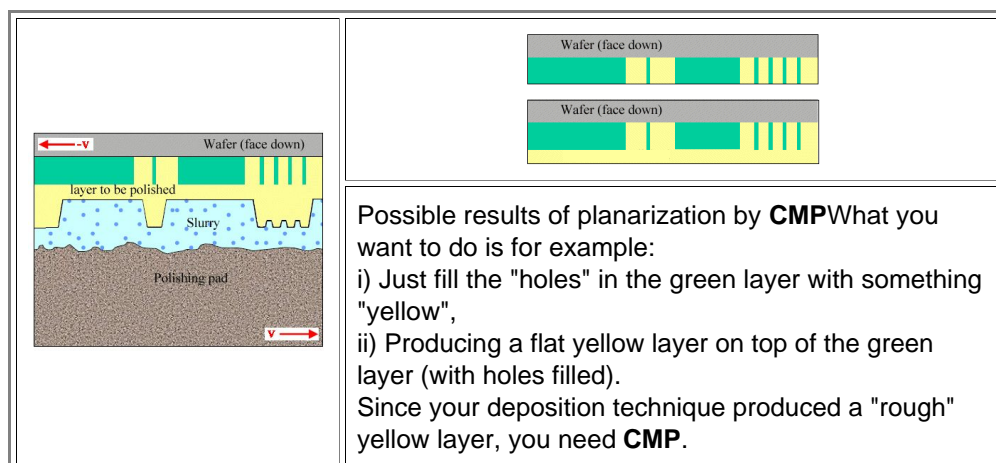 -v
Wafer (face down)
layer to be polished
Slurry
Polishing pad
v
Wafer (face down)
Wafer (face down)
Possible results of planarization by CMPWhat you
want to do is for example:
i) Just fill the "holes" in the green layer with something
"yellow",
ii) Producing a flat yellow layer on top of the green
layer (with holes filled).
Since your deposition technique produced a "rough"
yellow layer, you need CMP.